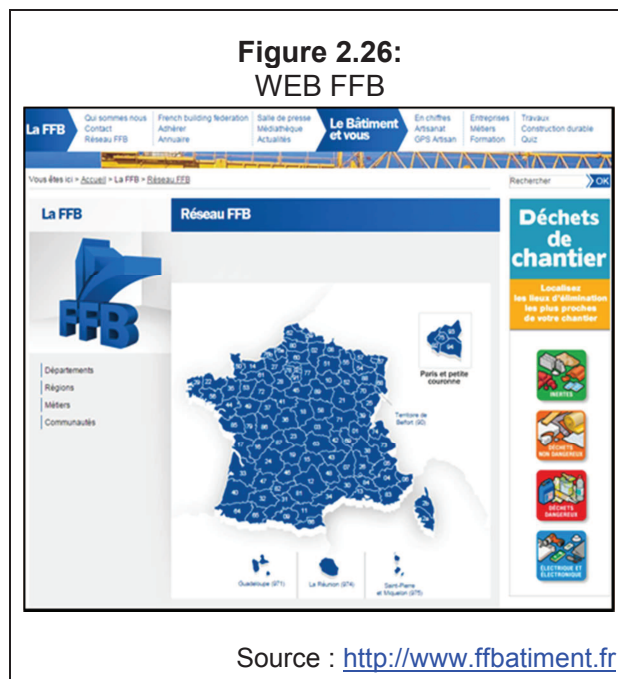 Figure 2.26:
WEB FFB
La FFB
Qui sommes nous
Contact
Réseau FFB
French building federation
Adhérer
Annuaire
Salle de presse
Médiathèque
Actualités
Le Bâtiment
et vous
En chiffres
Artisanat
GPS Artisan
Entreprises
Métiers
Formation
Travaux
Construction durable
Quiz
Vous êtes ici > Accueil > La FFB > Réseau FFB
Rechercher
OK
La FFB
FFB
Départements
Régions
Métiers
Communautés
Réseau FFB
Paris et petite
couronne
Territoire de
Belfort (90)
Guadeloupe (971)
La Réunion (974)
Saint-Pierre
et Miquelon (975)
Déchets
de
chantier
Localisez
les lieux d'élimination
les plus proches
de votre chantier
INERTES
DÉCHETS
NON DANGEREUX
DÉCHETS
DANGEREUX
ÉLECTRIQUE ET
ÉLECTRONIQUE
Source : http://www.ffbatiment.fr